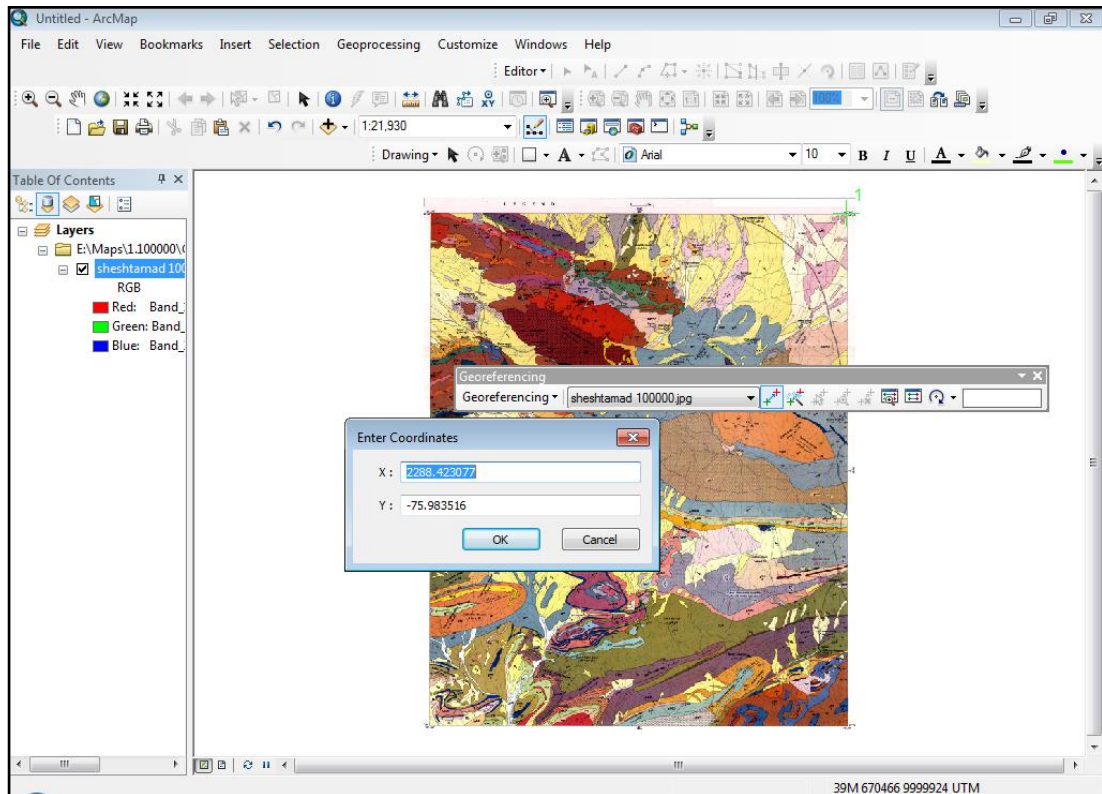 Untitled - ArcMap
File Edit View Bookmarks Insert Selection Geoprocessing Customize Windows Help
Editor
100%
1:21,930
Drawing A Arial 10 B I U A
Table Of Contents
Layers
E:\Maps\1.100000\
sheshtamad 100
RGB
Red: Band_
Green: Band_
Blue: Band_
L E G E N D
1
Georeferencing
Georeferencing sheshtamad 100000.jpg
Enter Coordinates
X : 2288.423077
Y : -75.983516
OK Cancel
39M 670466 9999924 UTM